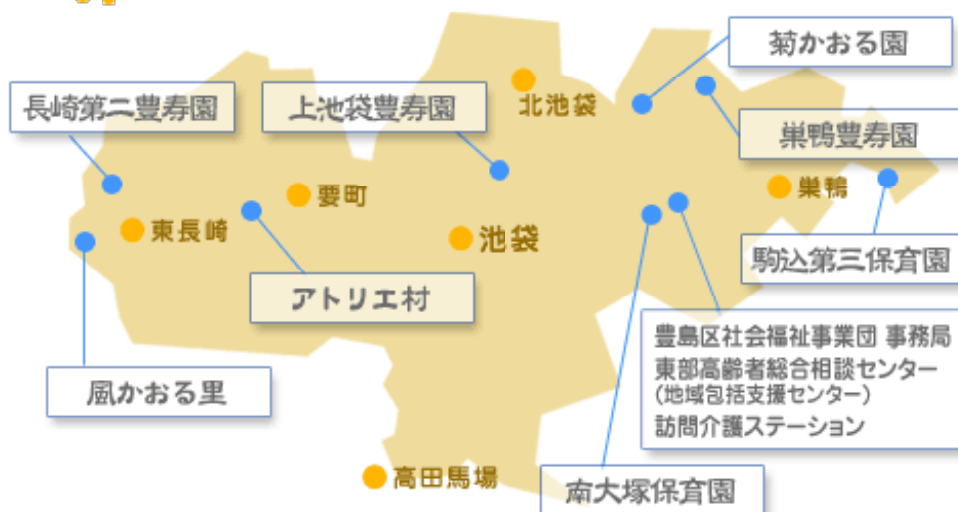 菊かおる園
長崎第二豊寿園
上池袋豊寿園
北池袋
巣鴨豊寿園
要町
巣鴨
東長崎
池袋
駒込第三保育園
アトリエ村
豊島区社会福祉事業団 事務局
東部高齢者総合相談センター
(地域包括支援センター)
訪問介護ステーション
風かおる里
高田馬場
南大塚保育園